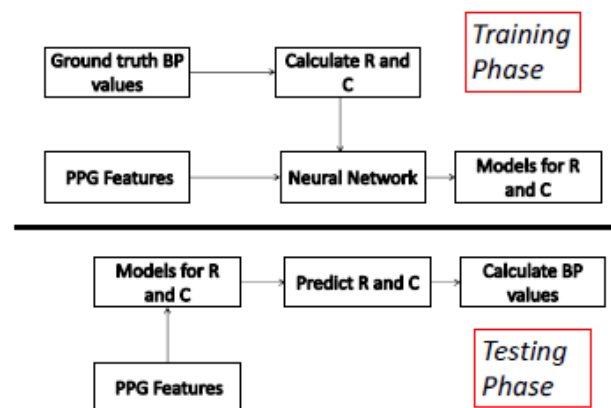 Training
Phase
Ground truth BP
values
Calculate R and
C
PPG Features
Neural Network
Models for R
and C
Models for R
and C
Predict R and C
Calculate BP
values
PPG Features
Testing
Phase